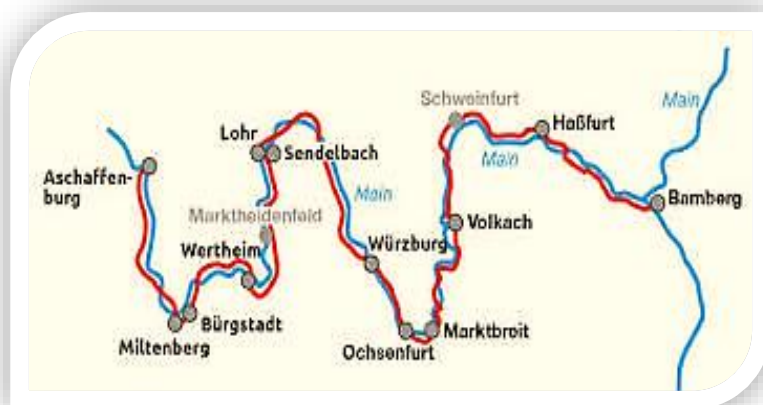 Schweinfurt
Main
Haßfurt
Lohr
Sendelbach
Main
Aschaffen-
burg
Main
Bamberg
Marktheidenfeld
Volkach
Wertheim
Würzburg
Bürgstadt
Miltenberg
Marktbreit
Ochsenfurt